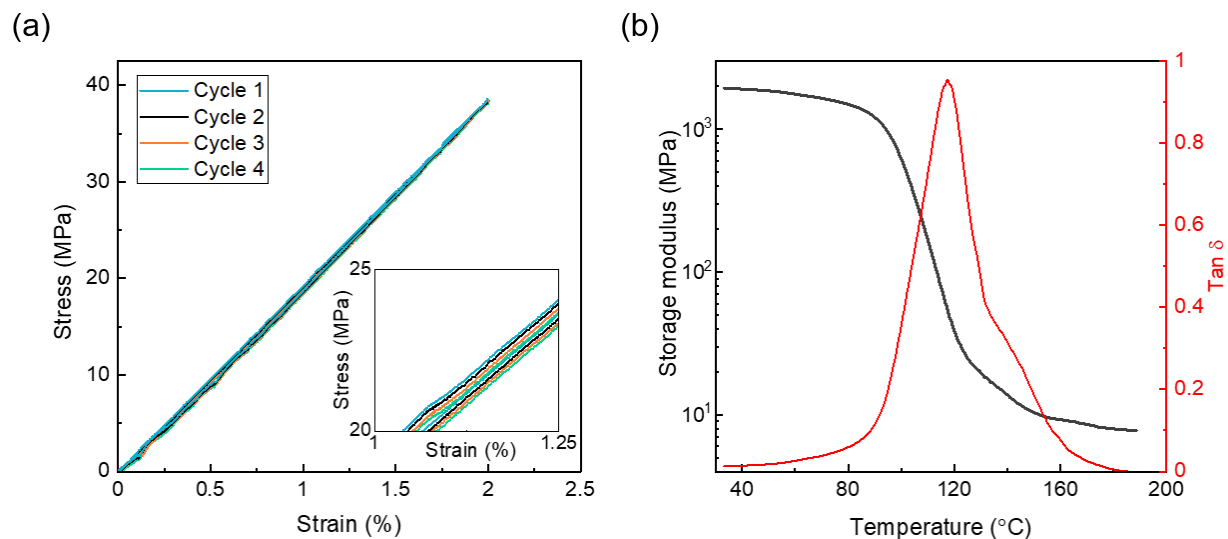 (a)
(b)
Cycle 1
Cycle 2
Cycle 3
Cycle 4
Stress (MPa)
40
30
20
10
0
0
0.5
1
1.5
2
2.5
Strain (%)
25
20
Stress (MPa)
1
1.25
Strain (%)
Storage modulus (MPa)
10³
10²
10¹
40
80
120
160
200
Temperature (°C)
1
0.8
0.6
0.4
0.2
0
Tan δ